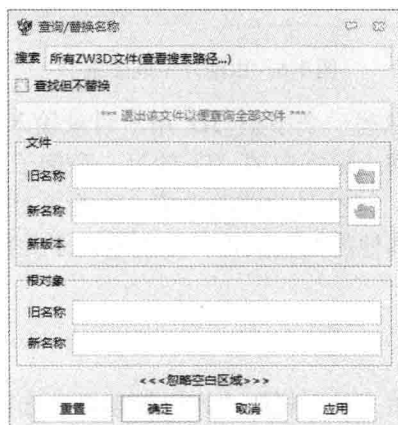 查询/替换名称
搜索 所有ZW3D文件(查看搜索路径...)
查找但不替换
*** 退出该文件以便查询全部文件 ***
文件
旧名称
新名称
新版本
根对象
旧名称
新名称
<<<忽略空白区域>>>
重置 确定 取消 应用